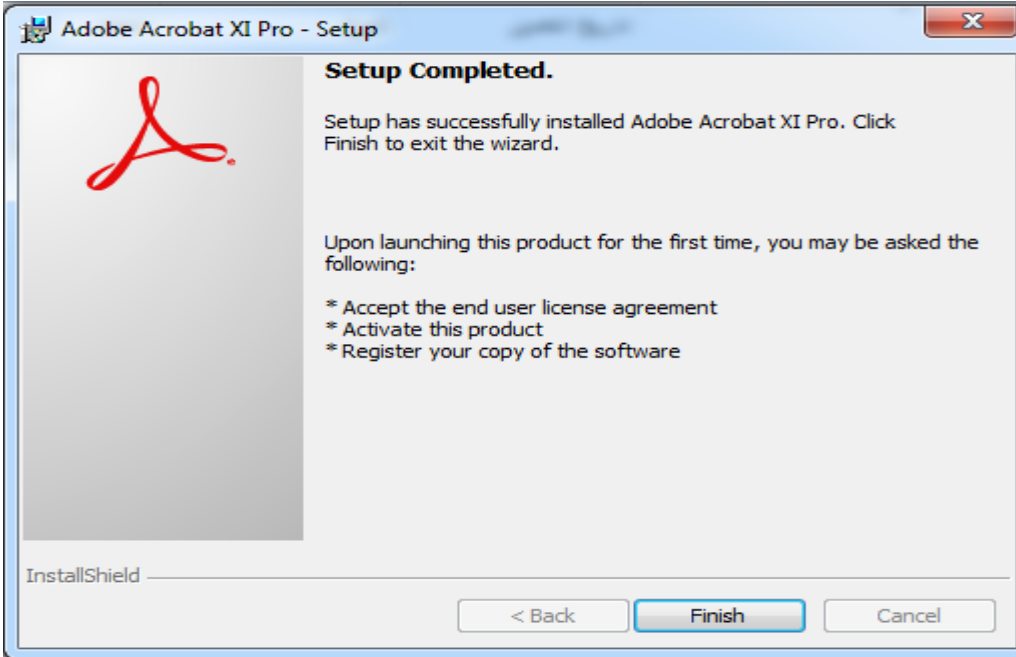 Adobe Acrobat XI Pro - Setup
Setup Completed.
Setup has successfully installed Adobe Acrobat XI Pro. Click
Finish to exit the wizard.
Upon launching this product for the first time, you may be asked the
following:
* Accept the end user license agreement
* Activate this product
* Register your copy of the software
InstallShield
< Back
Finish
Cancel